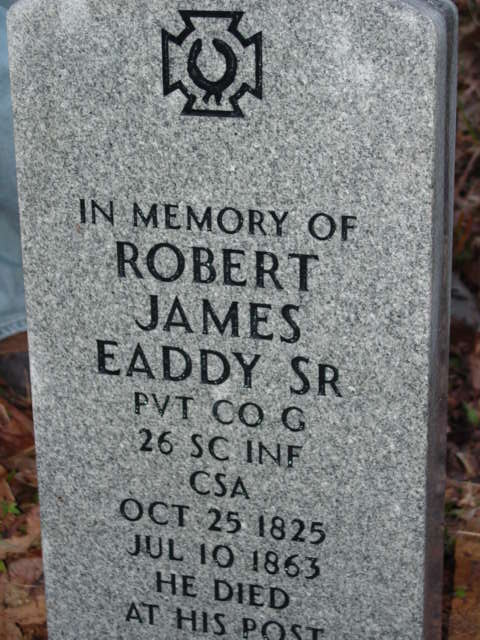 IN MEMORY OF
ROBERT
JAMES
EADDY SR
PVT CO G
26 SC INF
CSA
OCT 25 1825
JUL 10 1863
HE DIED
AT HIS POST